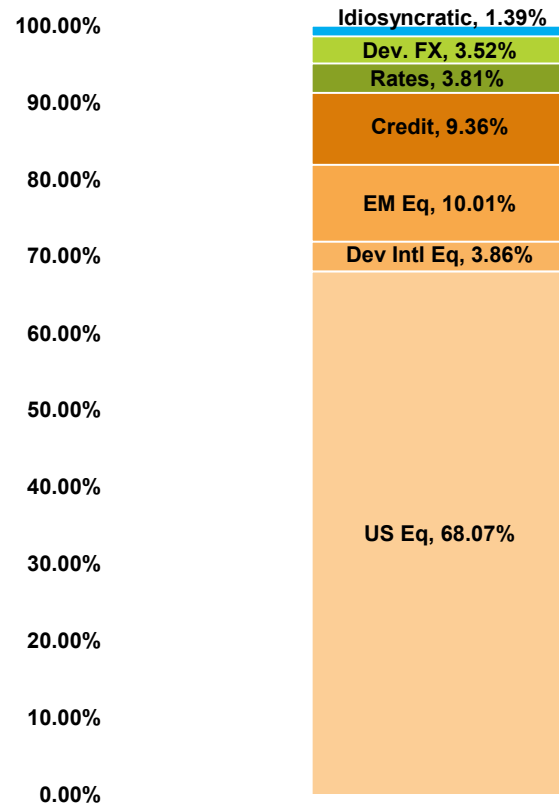 Idiosyncratic, 1.39%
100.00%
Dev. FX, 3.52%
Rates, 3.81%
90.00%
Credit, 9.36%
80.00%
EM Eq, 10.01%
70.00%
Dev Intl Eq, 3.86%
60.00%
50.00%
40.00%
US Eq, 68.07%
30.00%
20.00%
10.00%
0.00%